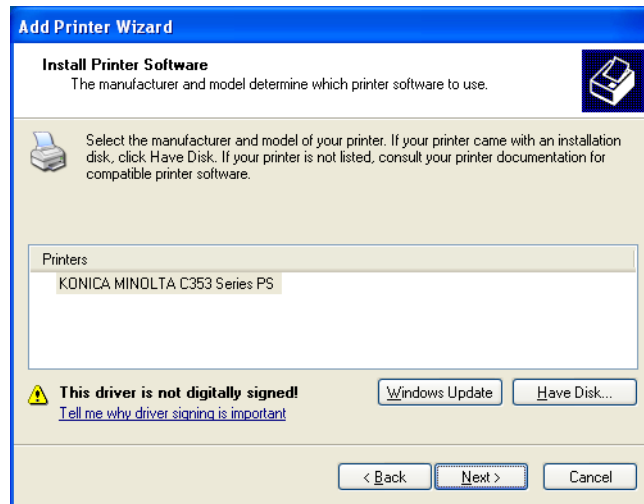 Add Printer Wizard
Install Printer Software
The manufacturer and model determine which printer software to use.
Select the manufacturer and model of your printer. If your printer came with an installation
disk, click Have Disk. If your printer is not listed, consult your printer documentation for
compatible printer software.
Printers
KONICA MINOLTA C353 Series PS
This driver is not digitally signed!
Tell me why driver signing is important
Windows Update
Have Disk...
< Back
Next >
Cancel